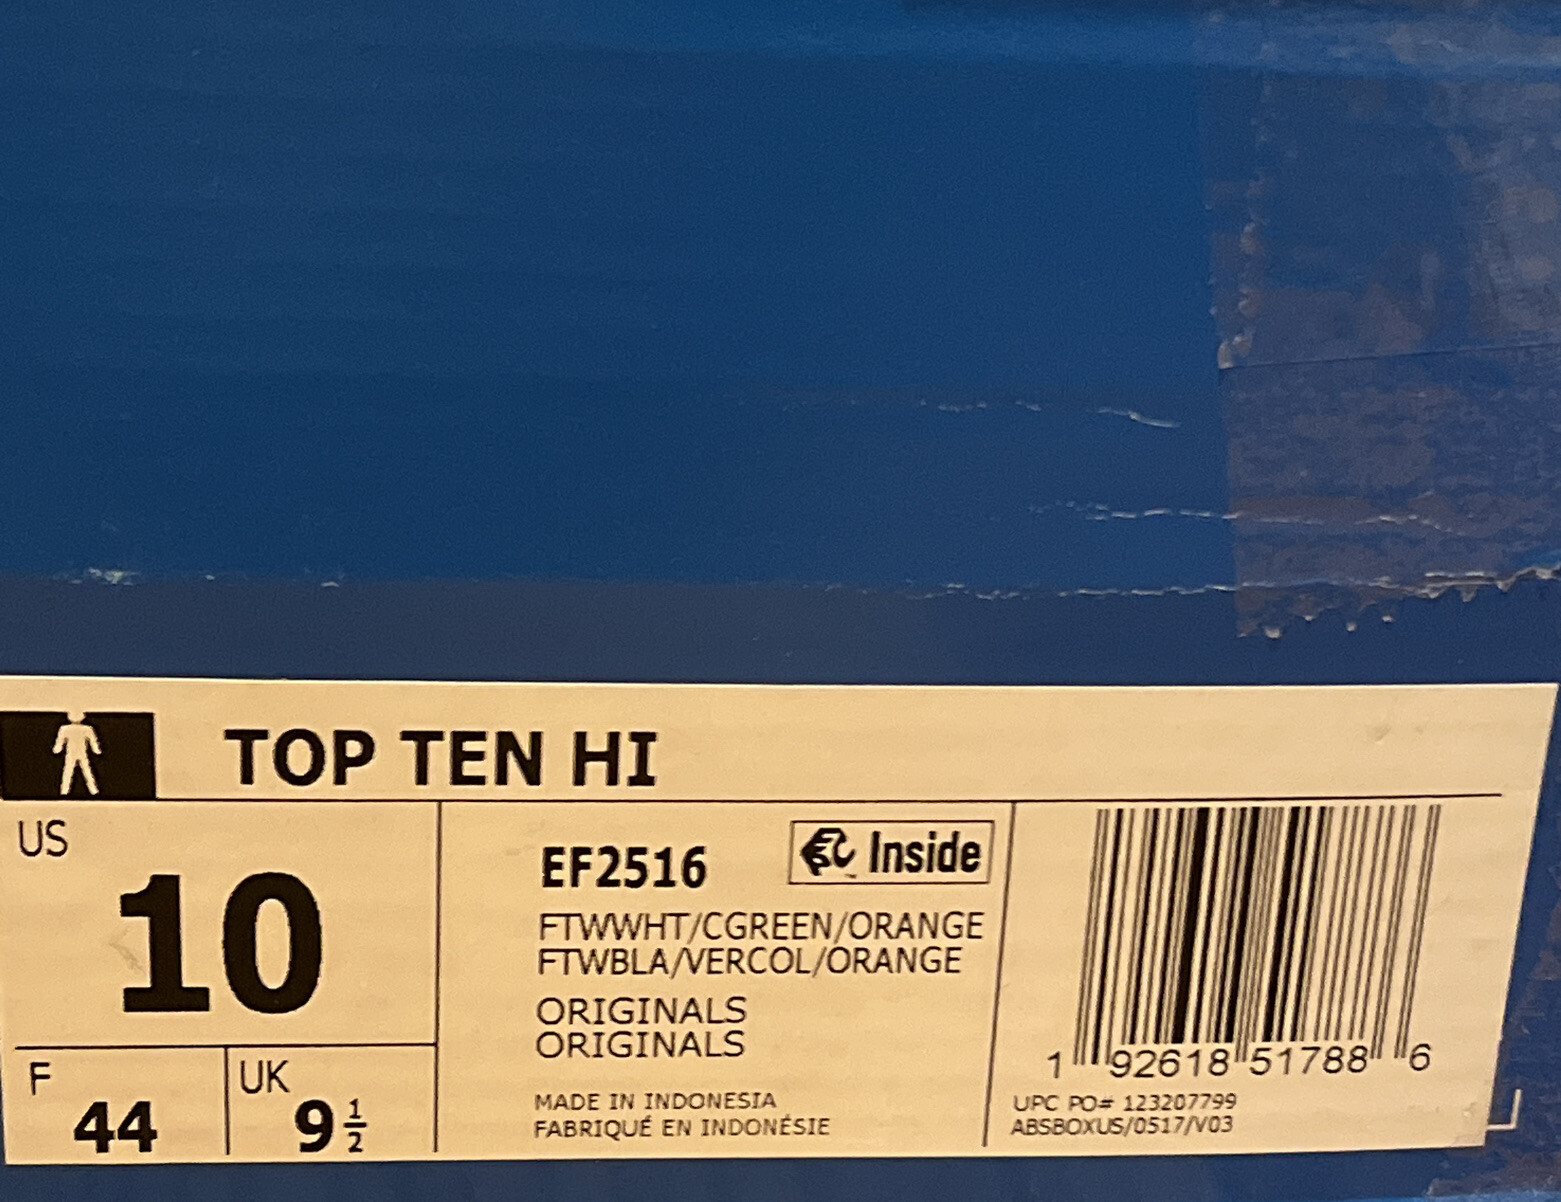 TOP TEN HI
US
10
F
44
UK
9 1/2
EF2516
Inside
FTWWHT/CGREEN/ORANGE
FTWBLA/VERCOL/ORANGE
ORIGINALS
ORIGINALS
MADE IN INDONESIA
FABRIQUÉ EN INDONÉSIE
1 92618 51788 6
UPC PO# 123207799
ABSBOXUS/0517/V03